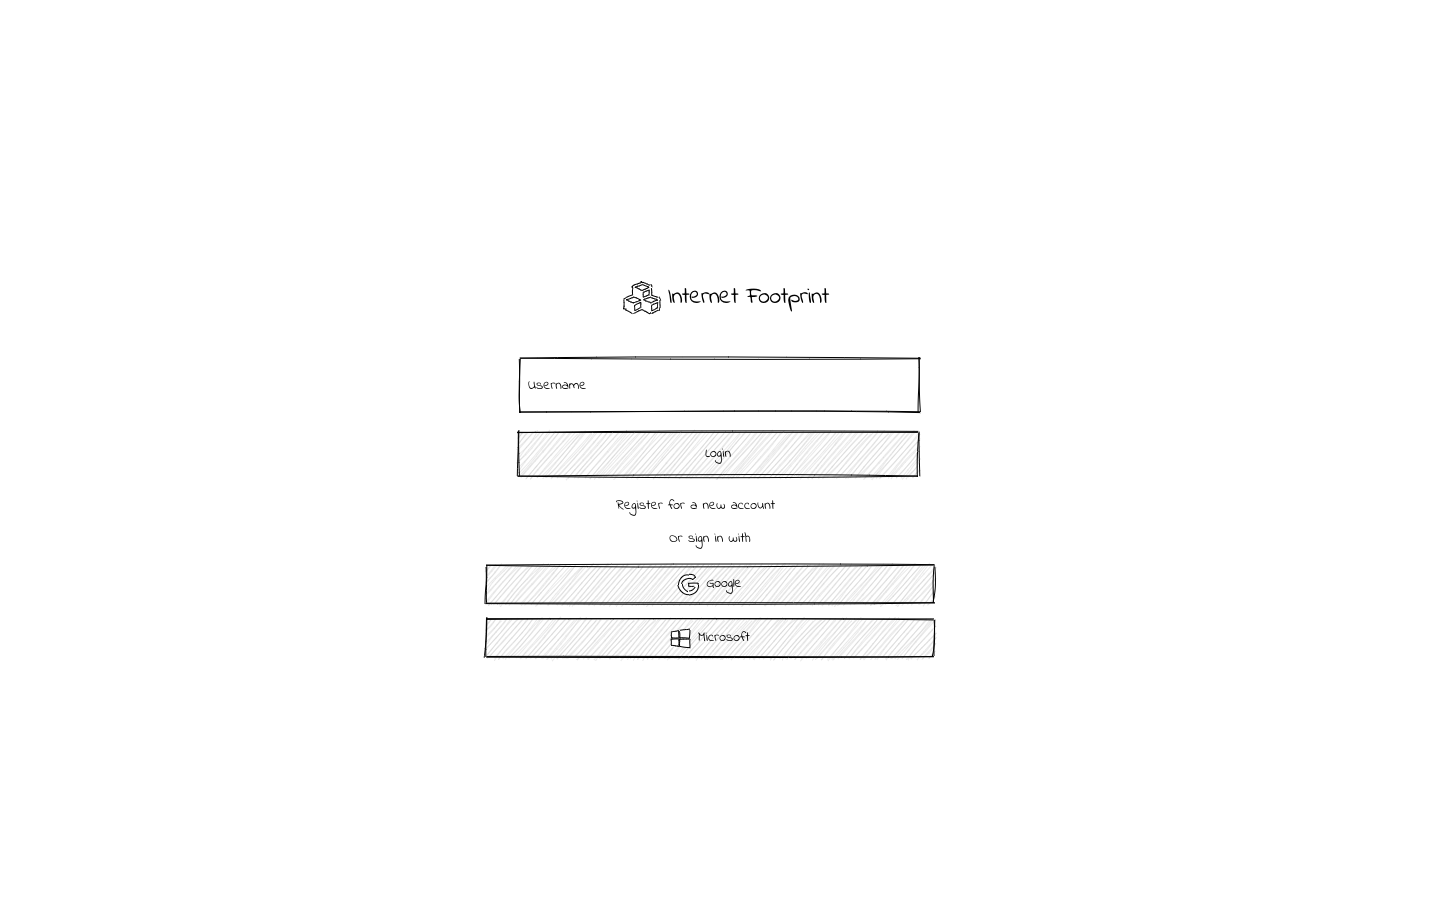 Internet Footprint
Username
Login
Register for a new account
Or sign in with
Google
Microsoft